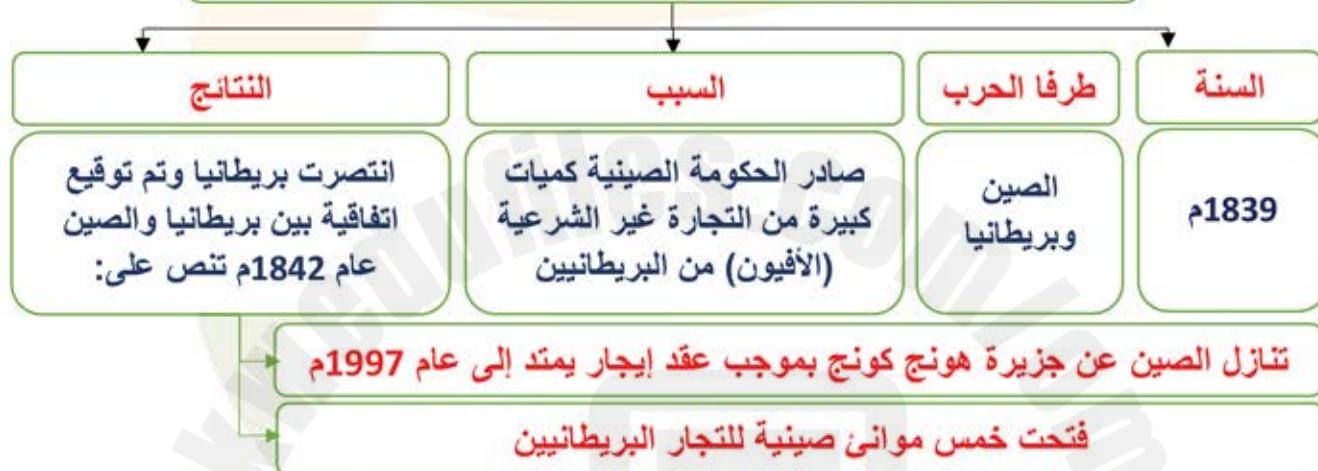 السنة
طرفا الحرب
السبب
النتائج
1839م
الصين
وبريطانيا
صادر الحكومة الصينية كميات
كبيرة من التجارة غير الشرعية
(الأفيون) من البريطانيين
انتصرت بريطانيا وتم توقيع
اتفاقية بين بريطانيا والصين
عام 1842م تنص على:
تنازل الصين عن جزيرة هونج كونج بموجب عقد إيجار يمتد إلى عام 1997م
فتحت خمس موانئ صينية للتجار البريطانيين